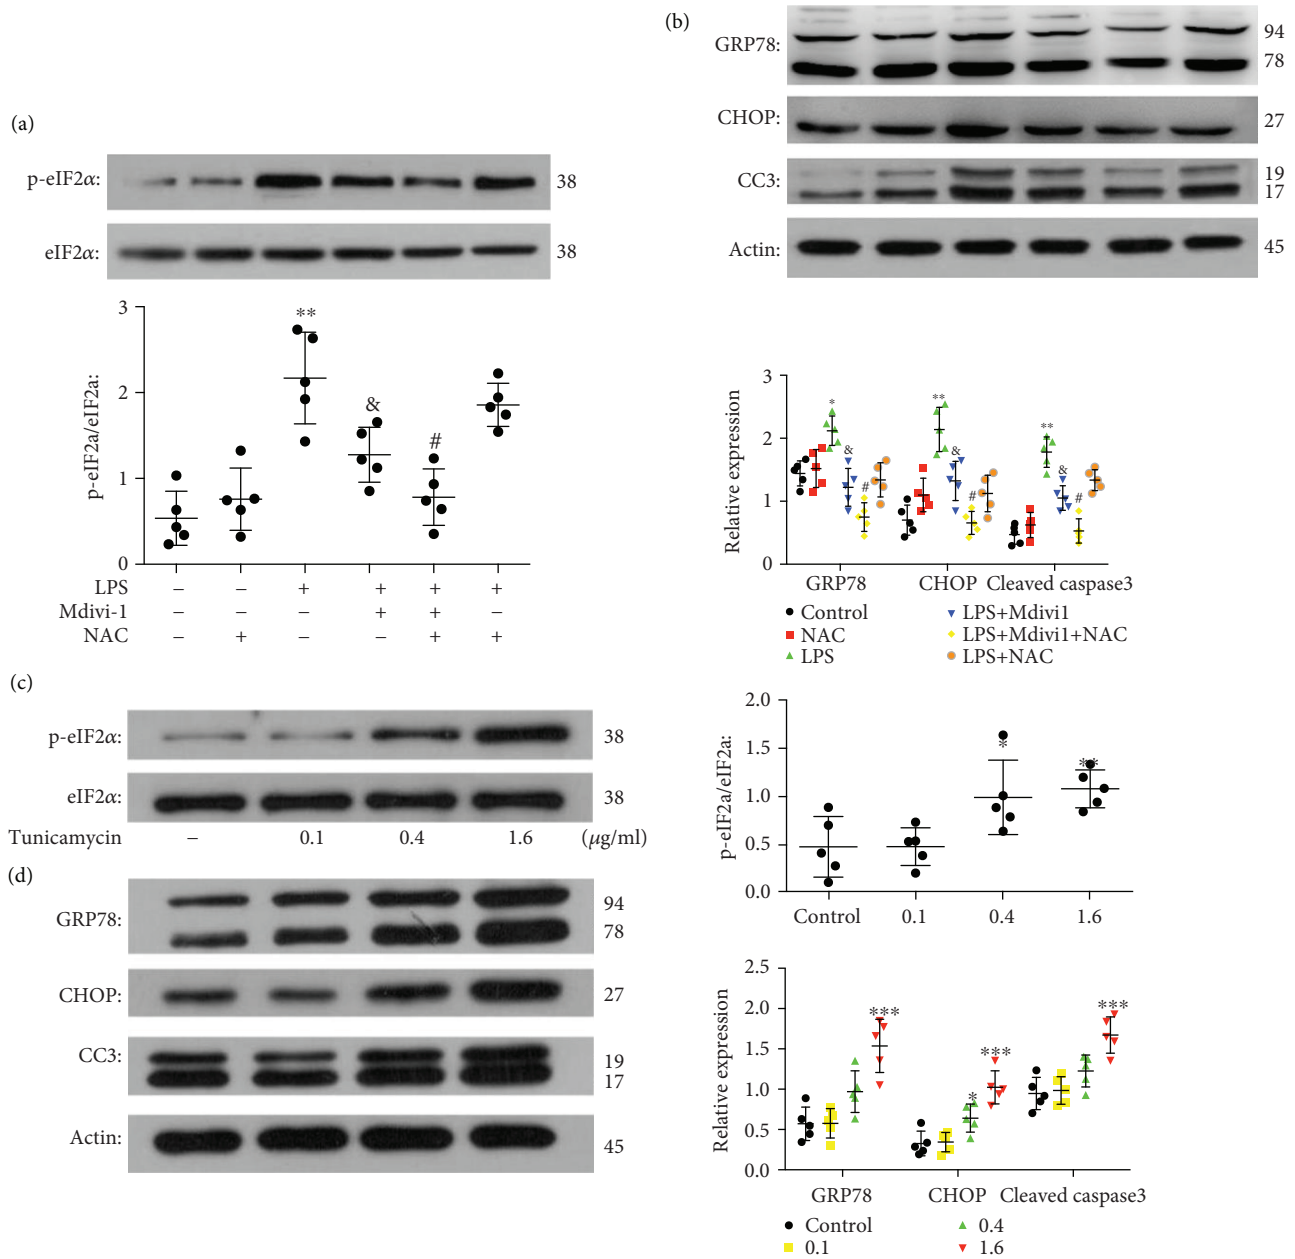 (a)
p-eIF2α: 38
eIF2α: 38
p-eIF2a/eIF2a:
3
2
1
0
**
&
#
LPS − − + + + +
Mdivi-1 − − − + + −
NAC − + − − + +
(b)
GRP78: 94
78
CHOP: 27
CC3: 19
17
Actin: 45
Relative expression
3
2
1
0
* & #
** & #
** & #
GRP78 CHOP Cleaved caspase3
Control LPS+Mdivi1
NAC LPS+Mdivi1+NAC
LPS LPS+NAC
(c)
p-eIF2α: 38
eIF2α: 38
Tunicamycin − 0.1 0.4 1.6 (μg/ml)
p-eIF2a/eIF2a:
2.0
1.5
1.0
0.5
0.0
* **
Control 0.1 0.4 1.6
(d)
GRP78: 94
78
CHOP: 27
CC3: 19
17
Actin: 45
Relative expression
2.5
2.0
1.5
1.0
0.5
0.0
***
* ***
***
GRP78 CHOP Cleaved caspase3
Control 0.4
0.1 1.6